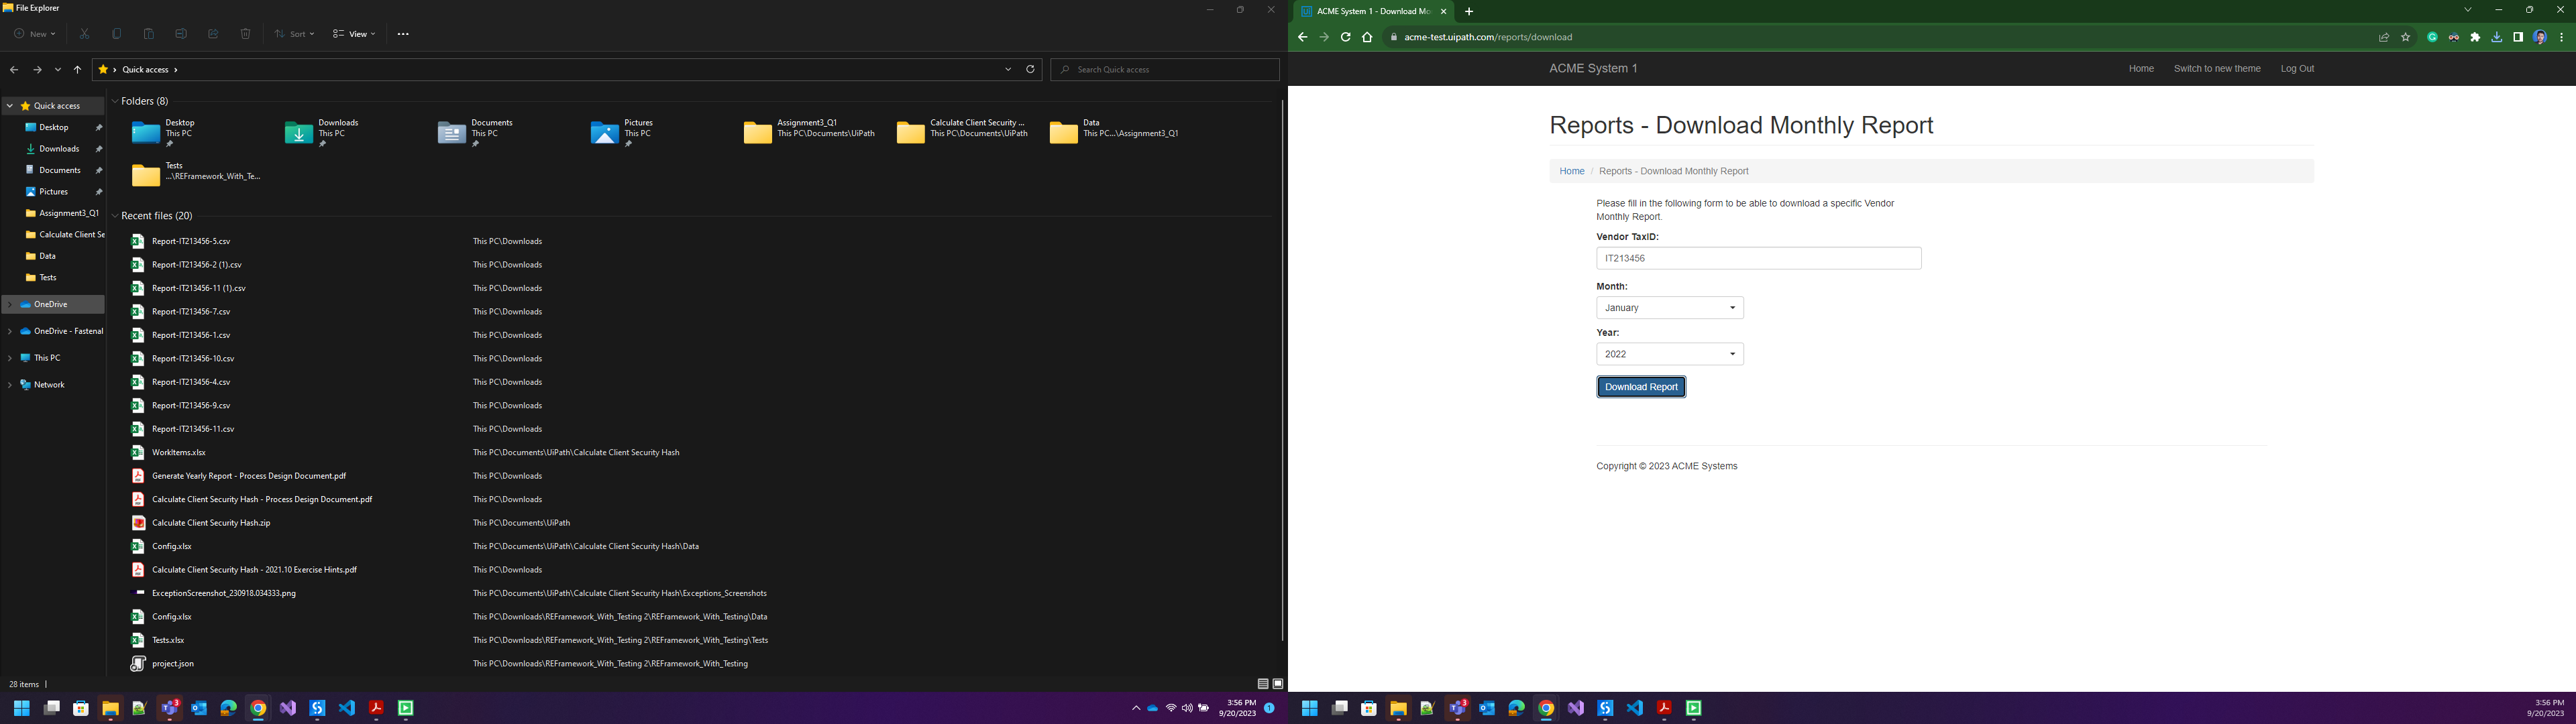 File Explorer
New
Sort
View
Quick access
Search Quick access
Quick access
Desktop
Downloads
Documents
Pictures
Assignment3_Q1
Calculate Client Se
Data
Tests
OneDrive
OneDrive - Fastenal
This PC
Network
Folders (8)
Desktop
This PC
Downloads
This PC
Documents
This PC
Pictures
This PC
Assignment3_Q1
This PC\Documents\UiPath
Calculate Client Security ...
This PC\Documents\UiPath
Data
This PC...\Assignment3_Q1
Tests
...\REFramework_With_Te...
Recent files (20)
Report-IT213456-5.csv This PC\Downloads
Report-IT213456-2 (1).csv This PC\Downloads
Report-IT213456-11 (1).csv This PC\Downloads
Report-IT213456-7.csv This PC\Downloads
Report-IT213456-1.csv This PC\Downloads
Report-IT213456-10.csv This PC\Downloads
Report-IT213456-4.csv This PC\Downloads
Report-IT213456-9.csv This PC\Downloads
Report-IT213456-11.csv This PC\Downloads
WorkItems.xlsx This PC\Documents\UiPath\Calculate Client Security Hash
Generate Yearly Report - Process Design Document.pdf This PC\Downloads
Calculate Client Security Hash - Process Design Document.pdf This PC\Downloads
Calculate Client Security Hash.zip This PC\Documents\UiPath
Config.xlsx This PC\Documents\UiPath\Calculate Client Security Hash\Data
Calculate Client Security Hash - 2021.10 Exercise Hints.pdf This PC\Downloads
ExceptionScreenshot_230918.034333.png This PC\Documents\UiPath\Calculate Client Security Hash\Exceptions_Screenshots
Config.xlsx This PC\Downloads\REFramework_With_Testing 2\REFramework_With_Testing\Data
Tests.xlsx This PC\Downloads\REFramework_With_Testing 2\REFramework_With_Testing\Tests
project.json This PC\Downloads\REFramework_With_Testing 2\REFramework_With_Testing
28 items
3
3:56 PM
9/20/2023
1
ACME System 1 - Download Mo
acme-test.uipath.com/reports/download
ACME System 1 Home Switch to new theme Log Out
Reports - Download Monthly Report
Home / Reports - Download Monthly Report
Please fill in the following form to be able to download a specific Vendor
Monthly Report.
Vendor TaxID:
IT213456
Month:
January
Year:
2022
Download Report
Copyright © 2023 ACME Systems
3
3:56 PM
9/20/2023